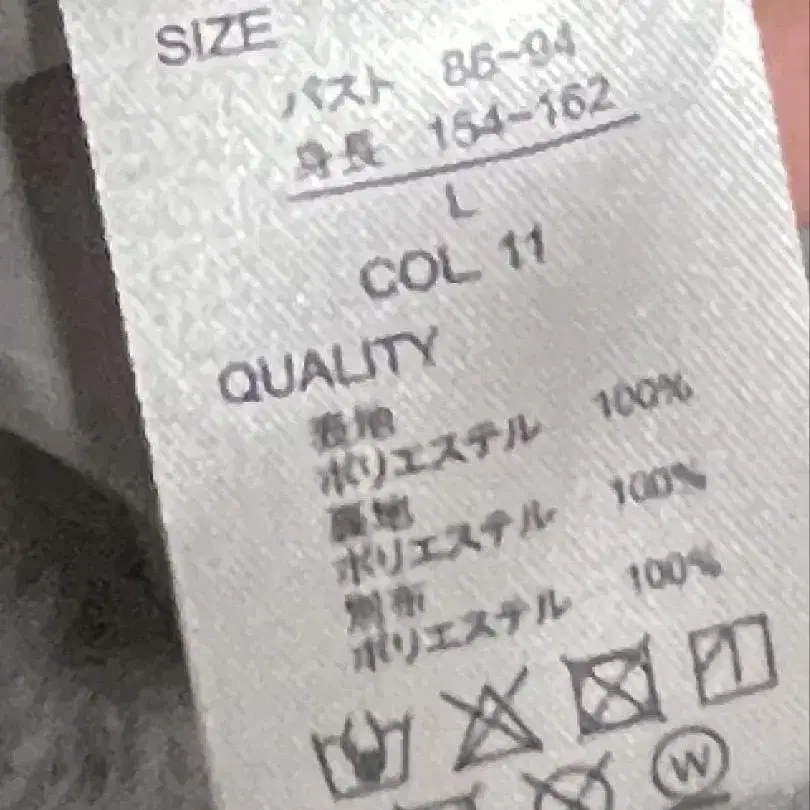 SIZE
バスト 86-94
身長 154-162
L
COL 11
QUALITY
表地
ポリエステル 100%
裏地
ポリエステル 100%
別布
ポリエステル 100%
W